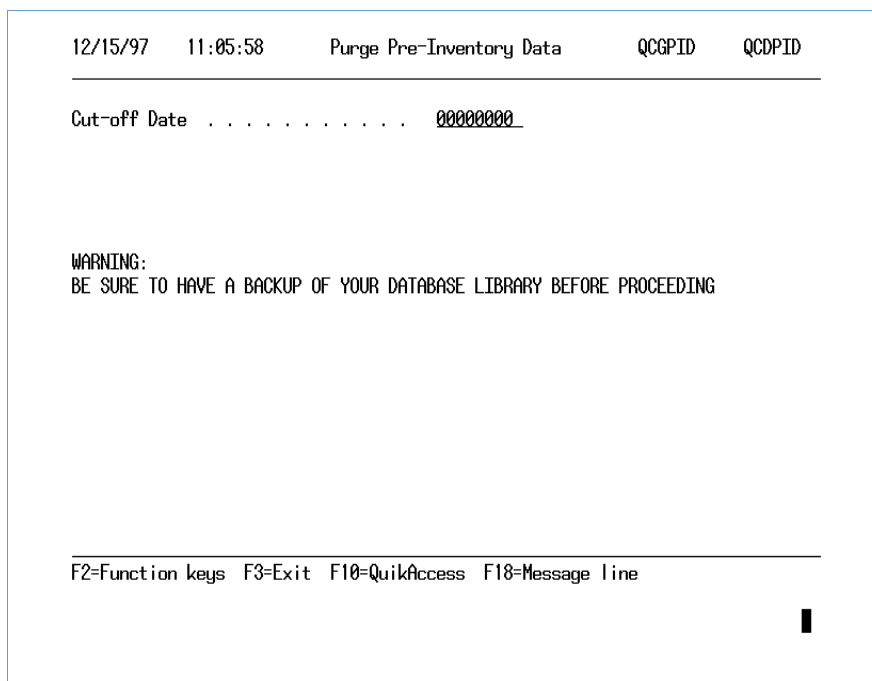 12/15/97 11:05:58 Purge Pre-Inventory Data QCGPID QCDPID
Cut-off Date . . . . . . . . . . . 00000000
WARNING:
BE SURE TO HAVE A BACKUP OF YOUR DATABASE LIBRARY BEFORE PROCEEDING
F2=Function keys F3=Exit F10=QuikAccess F18=Message line